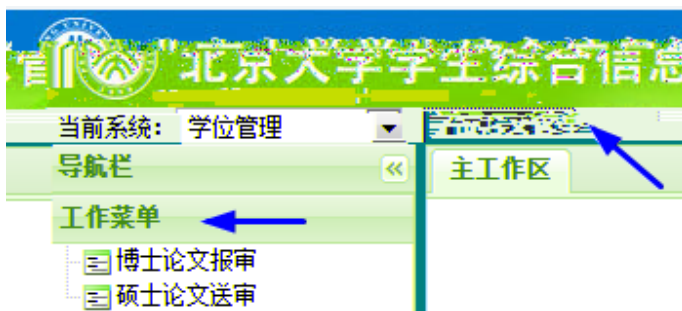 北京大学学生综合信息
当前系统： 学位管理
导航栏
主工作区
工作菜单
博士论文报审
硕士论文送审